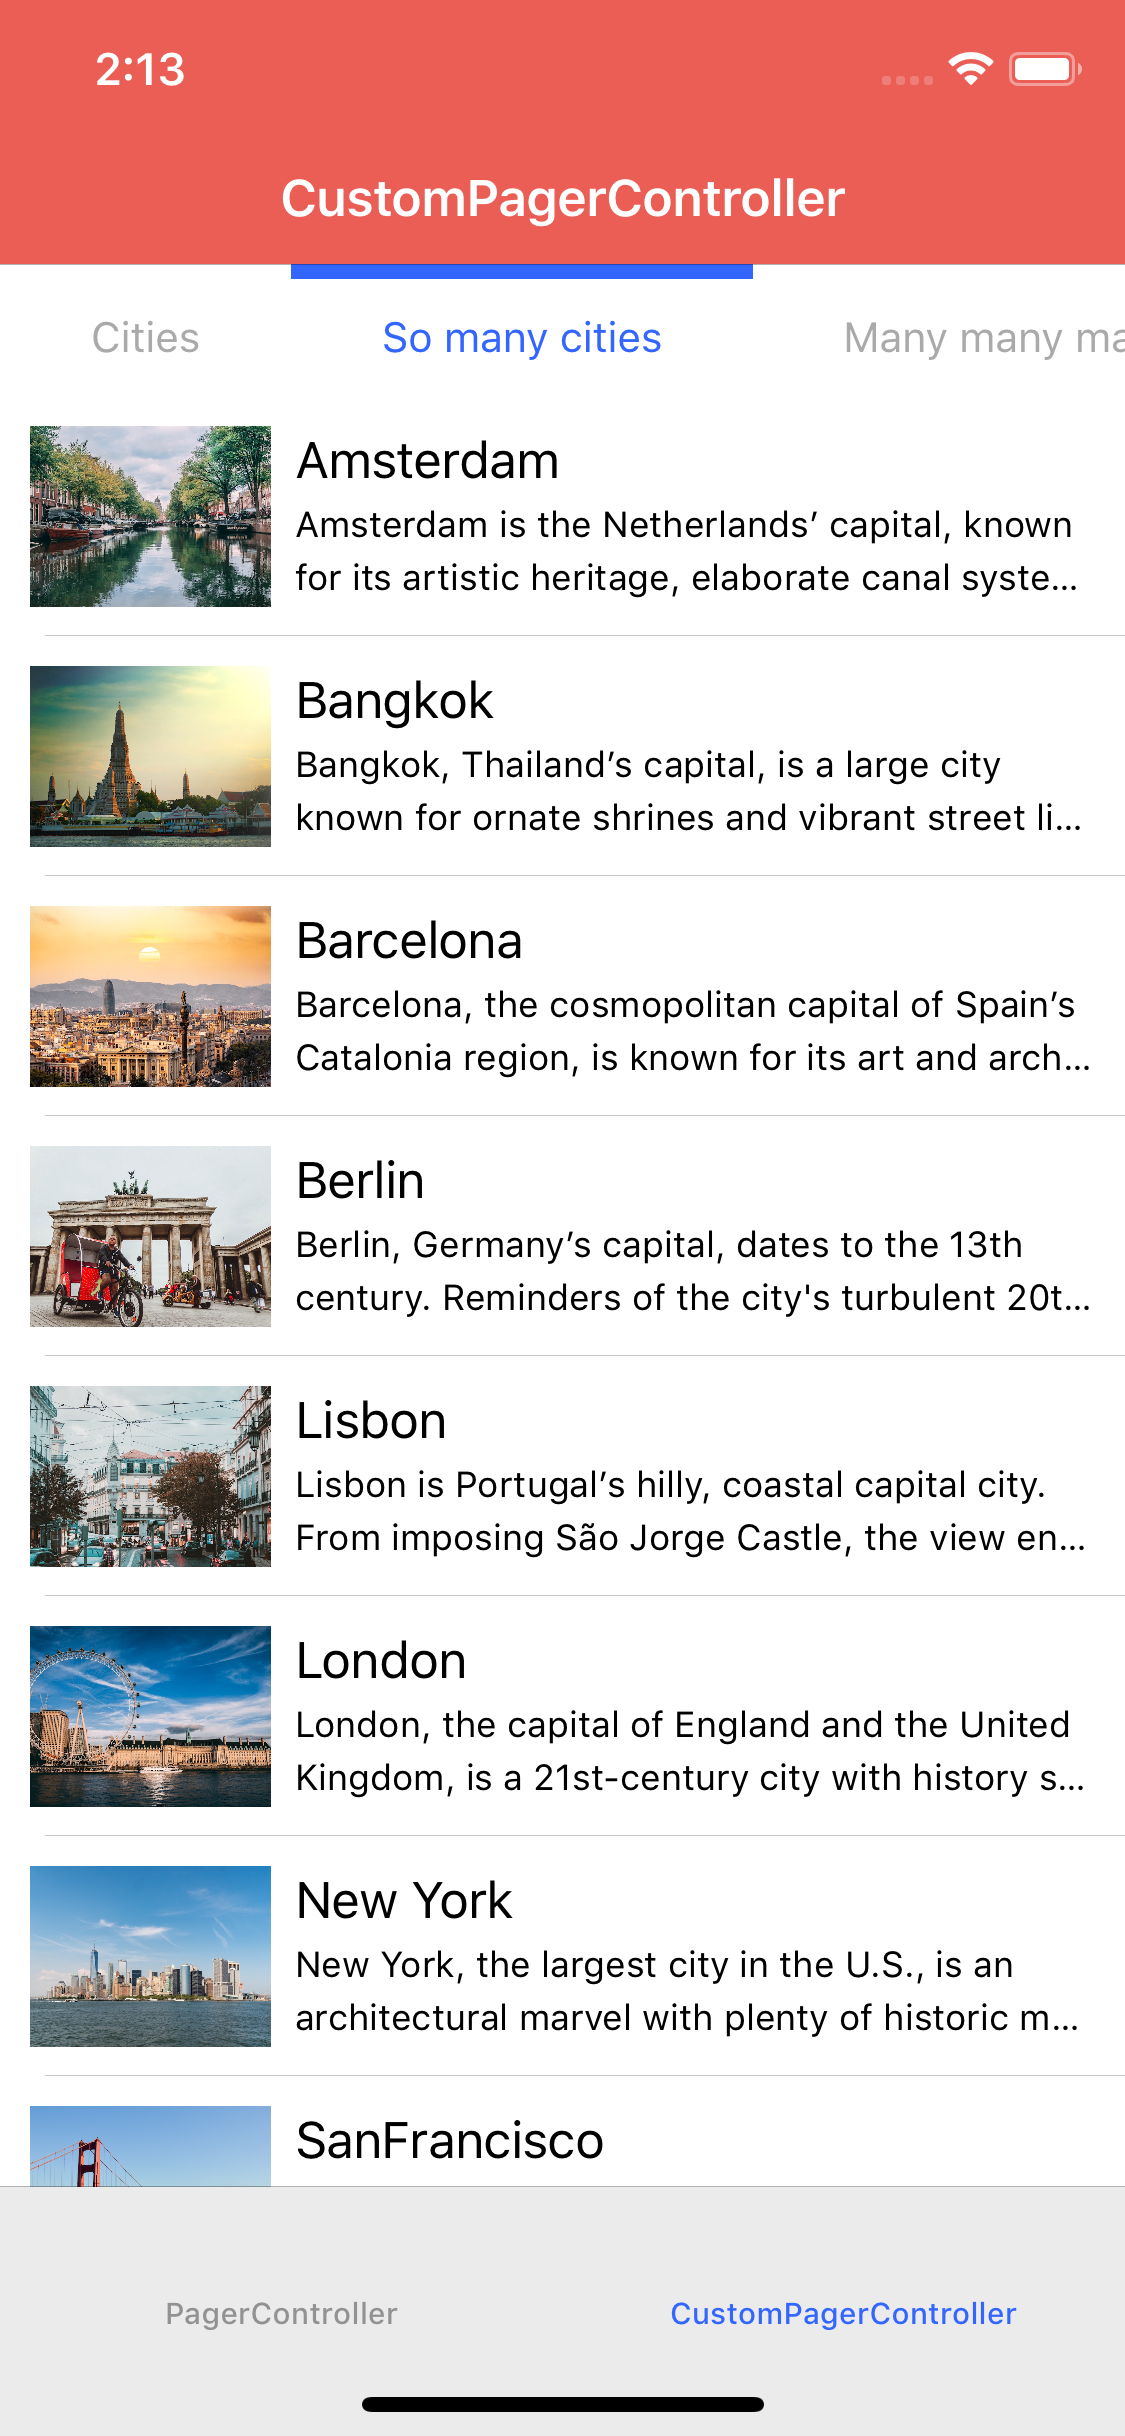 2:13
CustomPagerController
Cities
So many cities
Many many ma
Amsterdam
Amsterdam is the Netherlands’ capital, known
for its artistic heritage, elaborate canal syste…
Bangkok
Bangkok, Thailand’s capital, is a large city
known for ornate shrines and vibrant street li…
Barcelona
Barcelona, the cosmopolitan capital of Spain’s
Catalonia region, is known for its art and arch…
Berlin
Berlin, Germany’s capital, dates to the 13th
century. Reminders of the city's turbulent 20t…
Lisbon
Lisbon is Portugal’s hilly, coastal capital city.
From imposing São Jorge Castle, the view en…
London
London, the capital of England and the United
Kingdom, is a 21st-century city with history s…
New York
New York, the largest city in the U.S., is an
architectural marvel with plenty of historic m…
SanFrancisco
PagerController
CustomPagerController